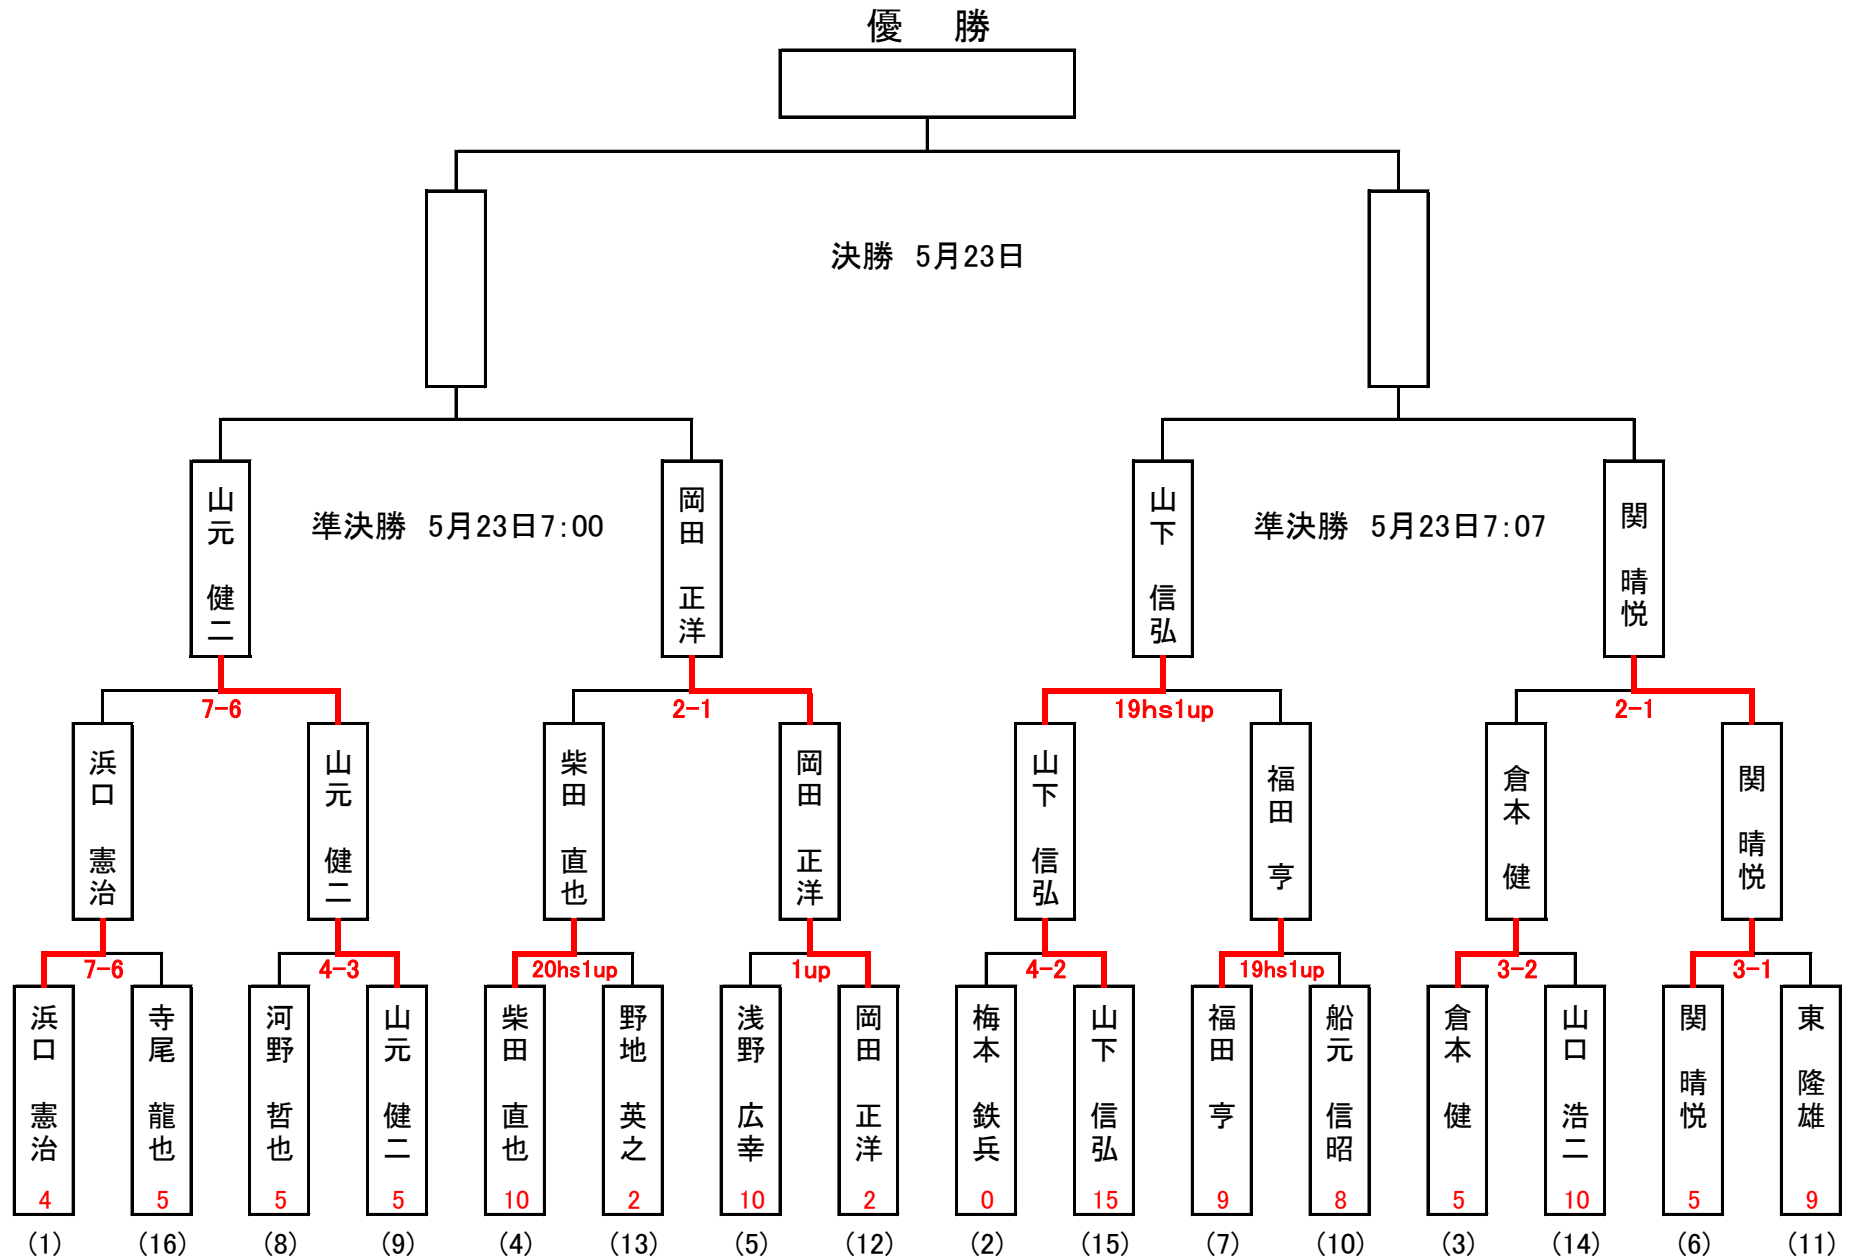 優　勝
決勝　5月23日
山元　健二
準決勝　5月23日7:00
岡田　正洋
山下　信弘
準決勝　5月23日7:07
関　晴悦
7-6
2-1
19hs1up
2-1
浜口　憲治
山元　健二
柴田　直也
岡田　正洋
山下　信弘
福田　亨
倉本　健
関　晴悦
7-6
4-3
20hs1up
1up
4-2
19hs1up
3-2
3-1
浜口　憲治
寺尾　龍也
河野　哲也
山元　健二
柴田　直也
野地　英之
浅野　広幸
岡田　正洋
梅本　鉄兵
山下　信弘
福田　亨
船元　信昭
倉本　健
山口　浩二
関　晴悦
東　隆雄
4
5
5
5
10
2
10
2
0
15
9
8
5
10
5
9
(1)
(16)
(8)
(9)
(4)
(13)
(5)
(12)
(2)
(15)
(7)
(10)
(3)
(14)
(6)
(11)